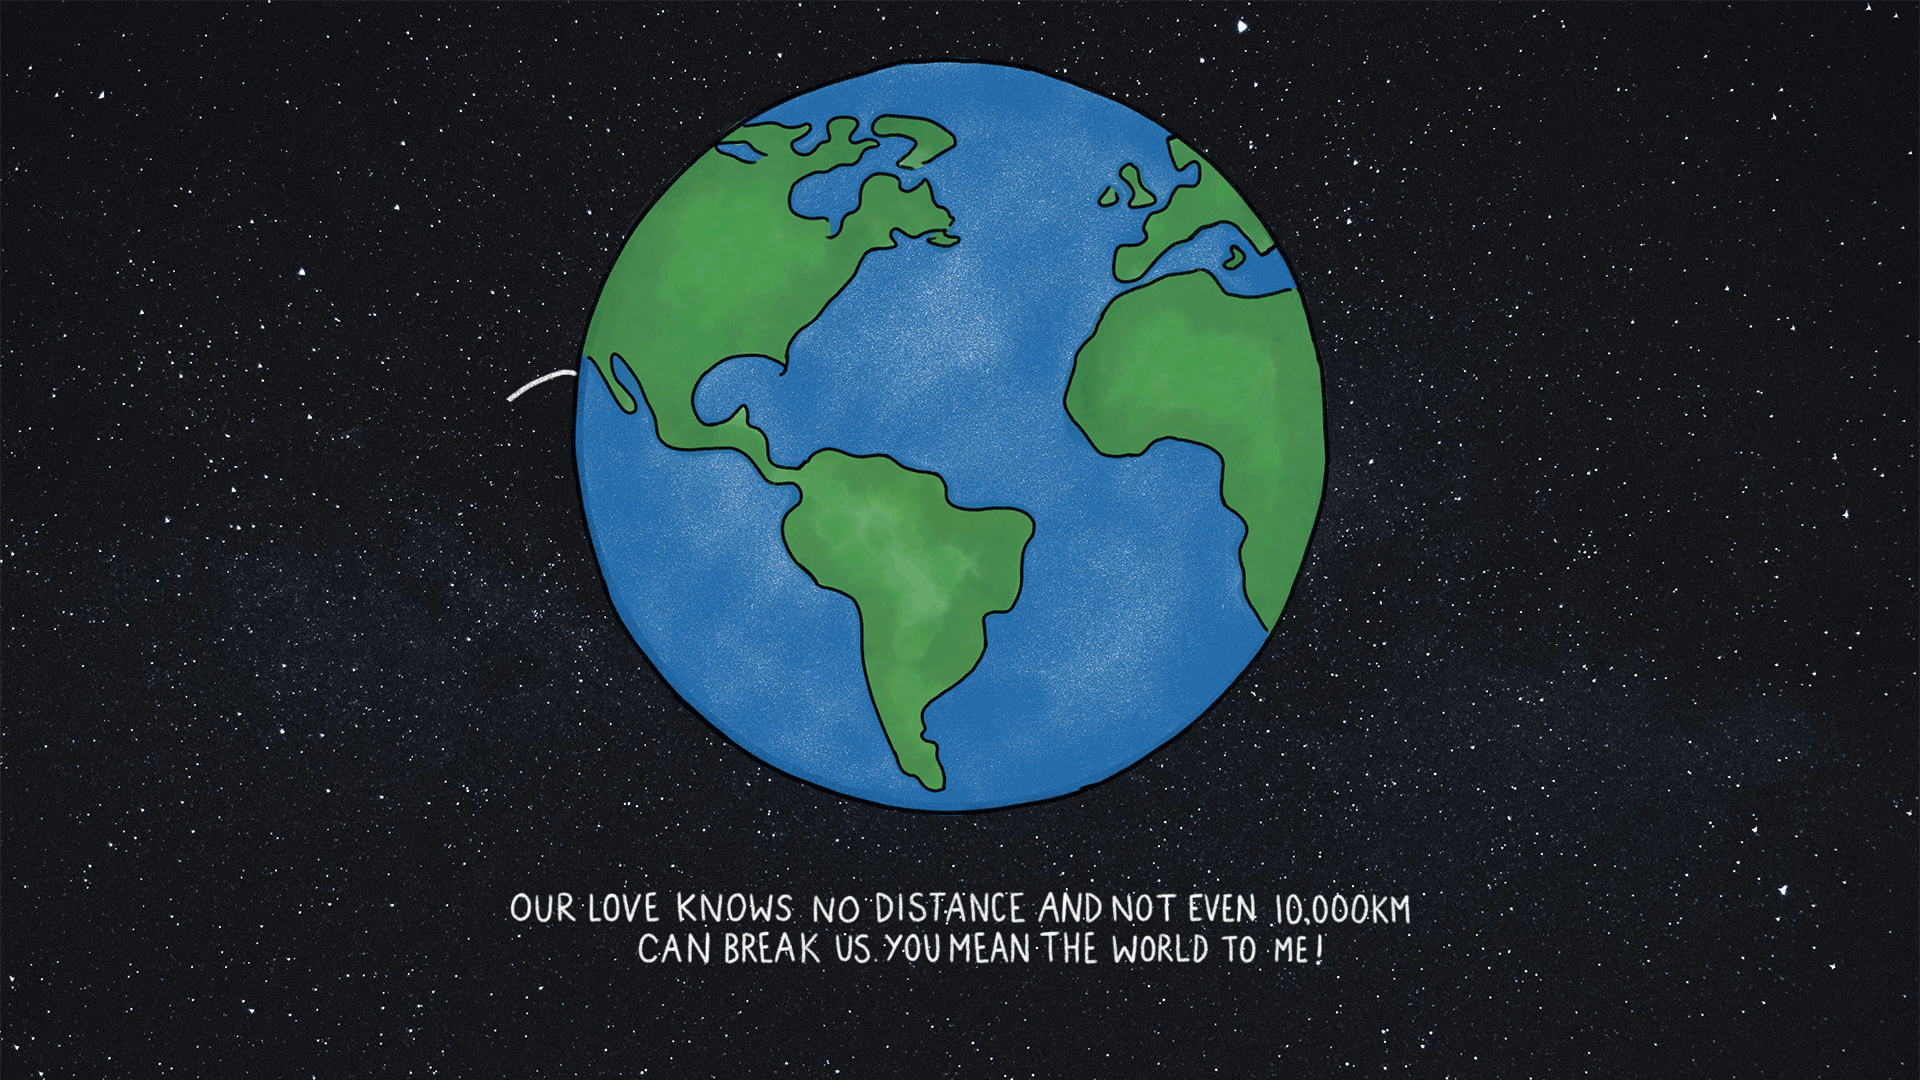 OUR LOVE KNOWS NO DISTANCE AND NOT EVEN 10,000KM
CAN BREAK US. YOU MEAN THE WORLD TO ME!